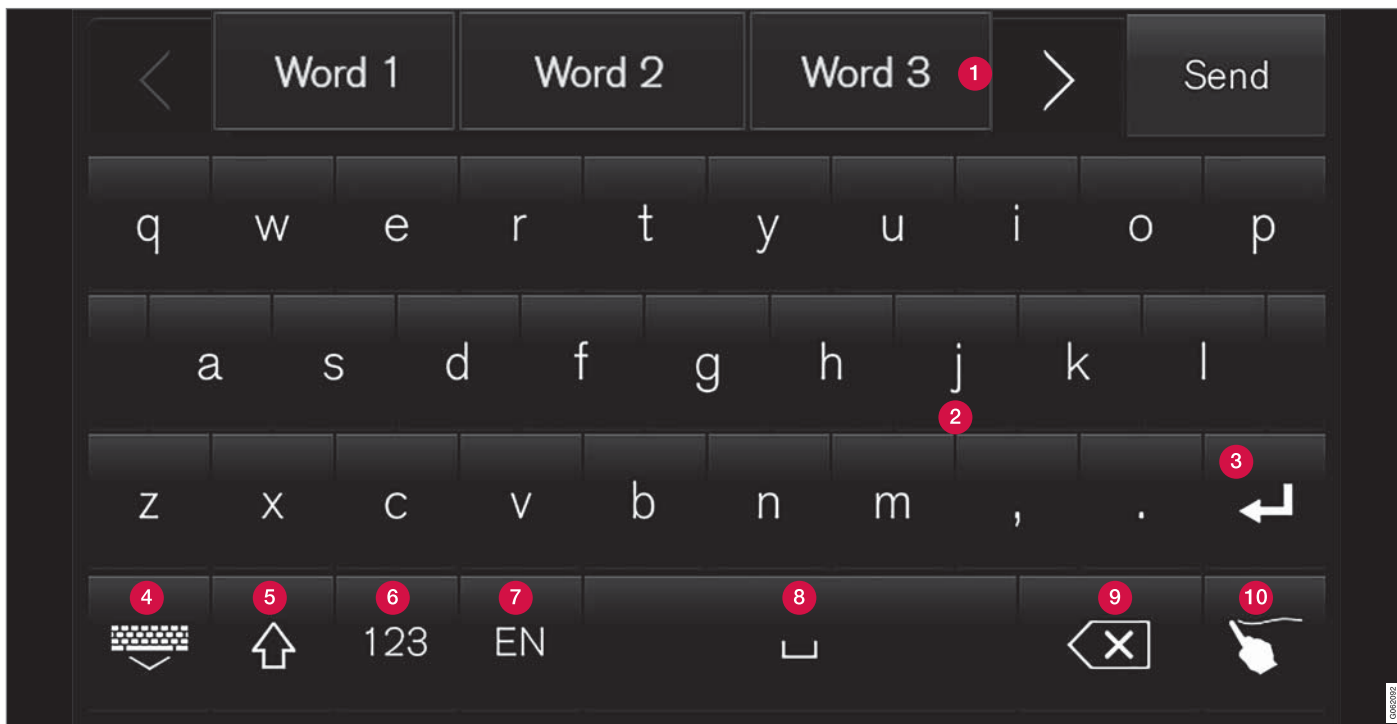 Word 1 Word 2 Word 3 1 Send
q w e r t y u i o p
a s d f g h j k l
2
3
z x c v b n m , .
4 5 6 7 8 9 10
123 EN
G062092